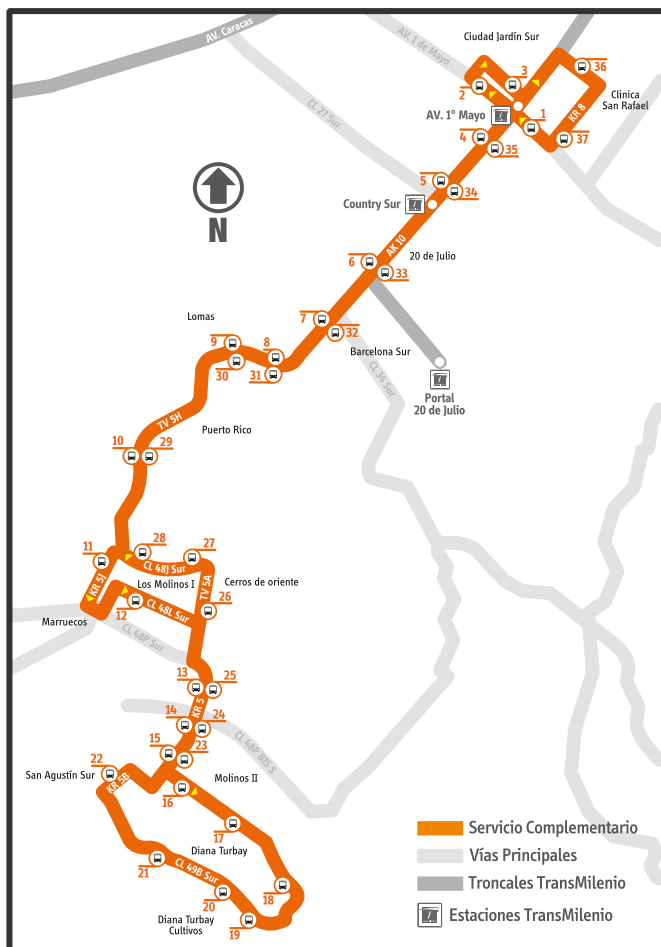 Ciudad Jardín Sur
AV. Caracas
AV. 1 de Mayo
3
36
2
Clinica
San Rafael
KR 8
CL 27 Sur
AV. 1° Mayo
1
4
37
35
5
34
Country Sur
N
AK 10
6
20 de Julio
33
Lomas
7
32
9
8
Barcelona Sur
30
31
CL 34 Sur
Portal
20 de Julio
TV 5H
Puerto Rico
10
29
28
27
11
CL 48J Sur
KR 5I
Los Molinos I
TV 5A
Cerros de oriente
CL 48L Sur
26
12
Marruecos
CL 48P Sur
13
25
KR 5
14
24
CL 48P BIS S
15
23
22
San Agustín Sur
KR 5B
Molinos II
16
17
Servicio Complementario
Diana Turbay
Vías Principales
21
CL 49B Sur
18
Troncales TransMilenio
20
Diana Turbay
Cultivos
19
Estaciones TransMilenio